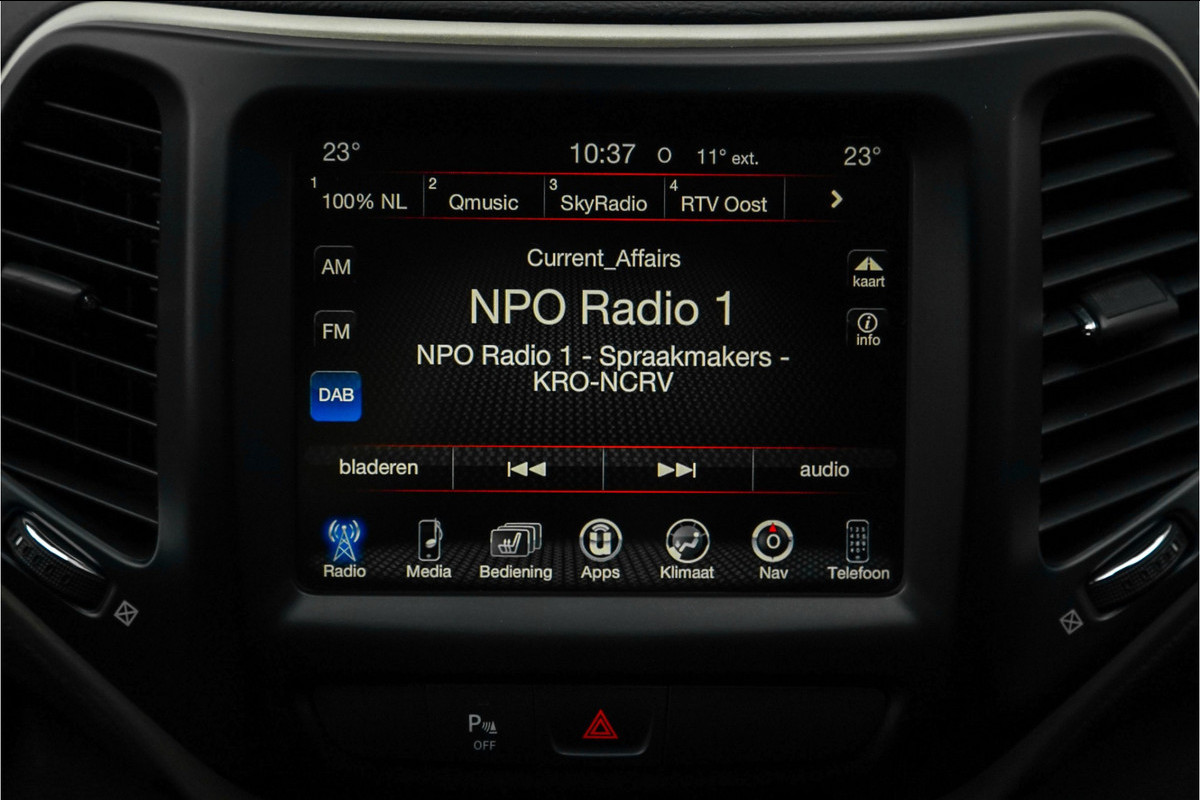 23° 10:37 O 11° ext. 23°
1 100% NL 2 Qmusic 3 SkyRadio 4 RTV Oost
Current_Affairs
AM
kaart
NPO Radio 1
FM
info
NPO Radio 1 - Spraakmakers -
KRO-NCRV
DAB
bladeren audio
Radio Media Bediening Apps Klimaat Nav Telefoon
P
OFF